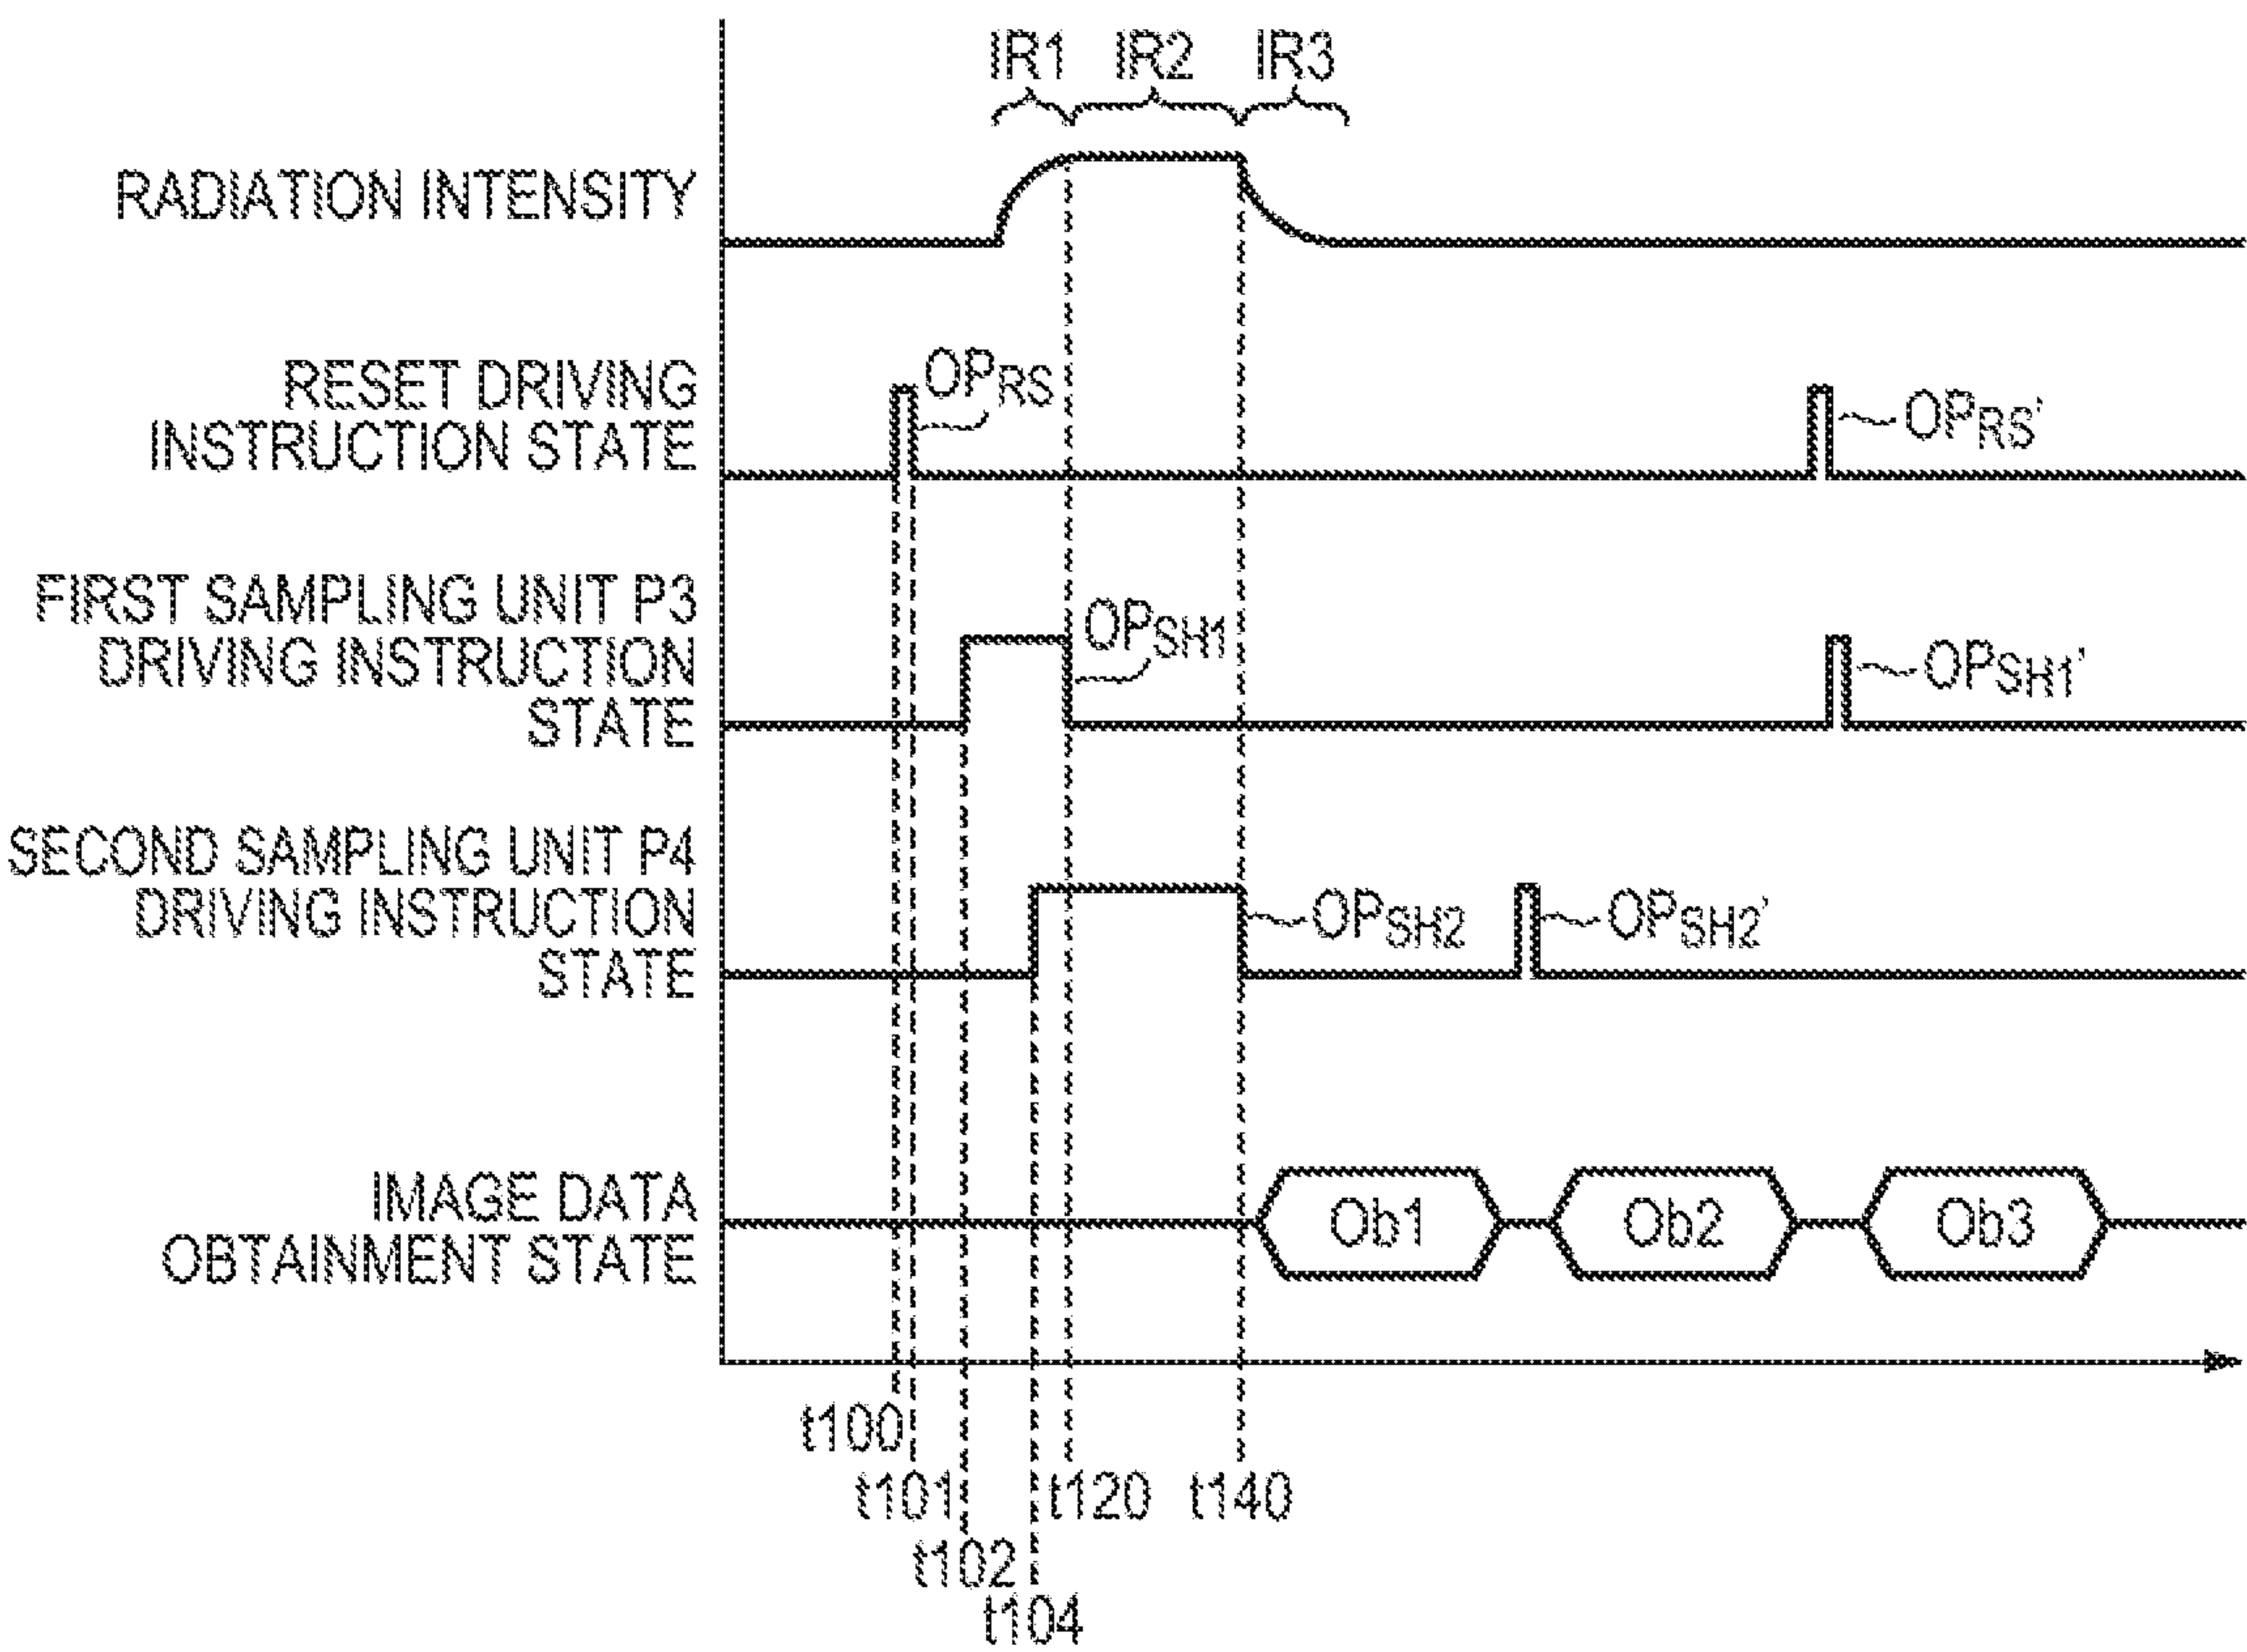 IR1 IR2 IR3
RADIATION INTENSITY
RESET DRIVING
INSTRUCTION STATE
OPRS
OPRS'
FIRST SAMPLING UNIT P3
DRIVING INSTRUCTION
STATE
OPSH1
OPSH1'
SECOND SAMPLING UNIT P4
DRIVING INSTRUCTION
STATE
OPSH2
OPSH2'
IMAGE DATA
OBTAINMENT STATE
Ob1 Ob2 Ob3
t100
t101 t120 t140
t102
t104